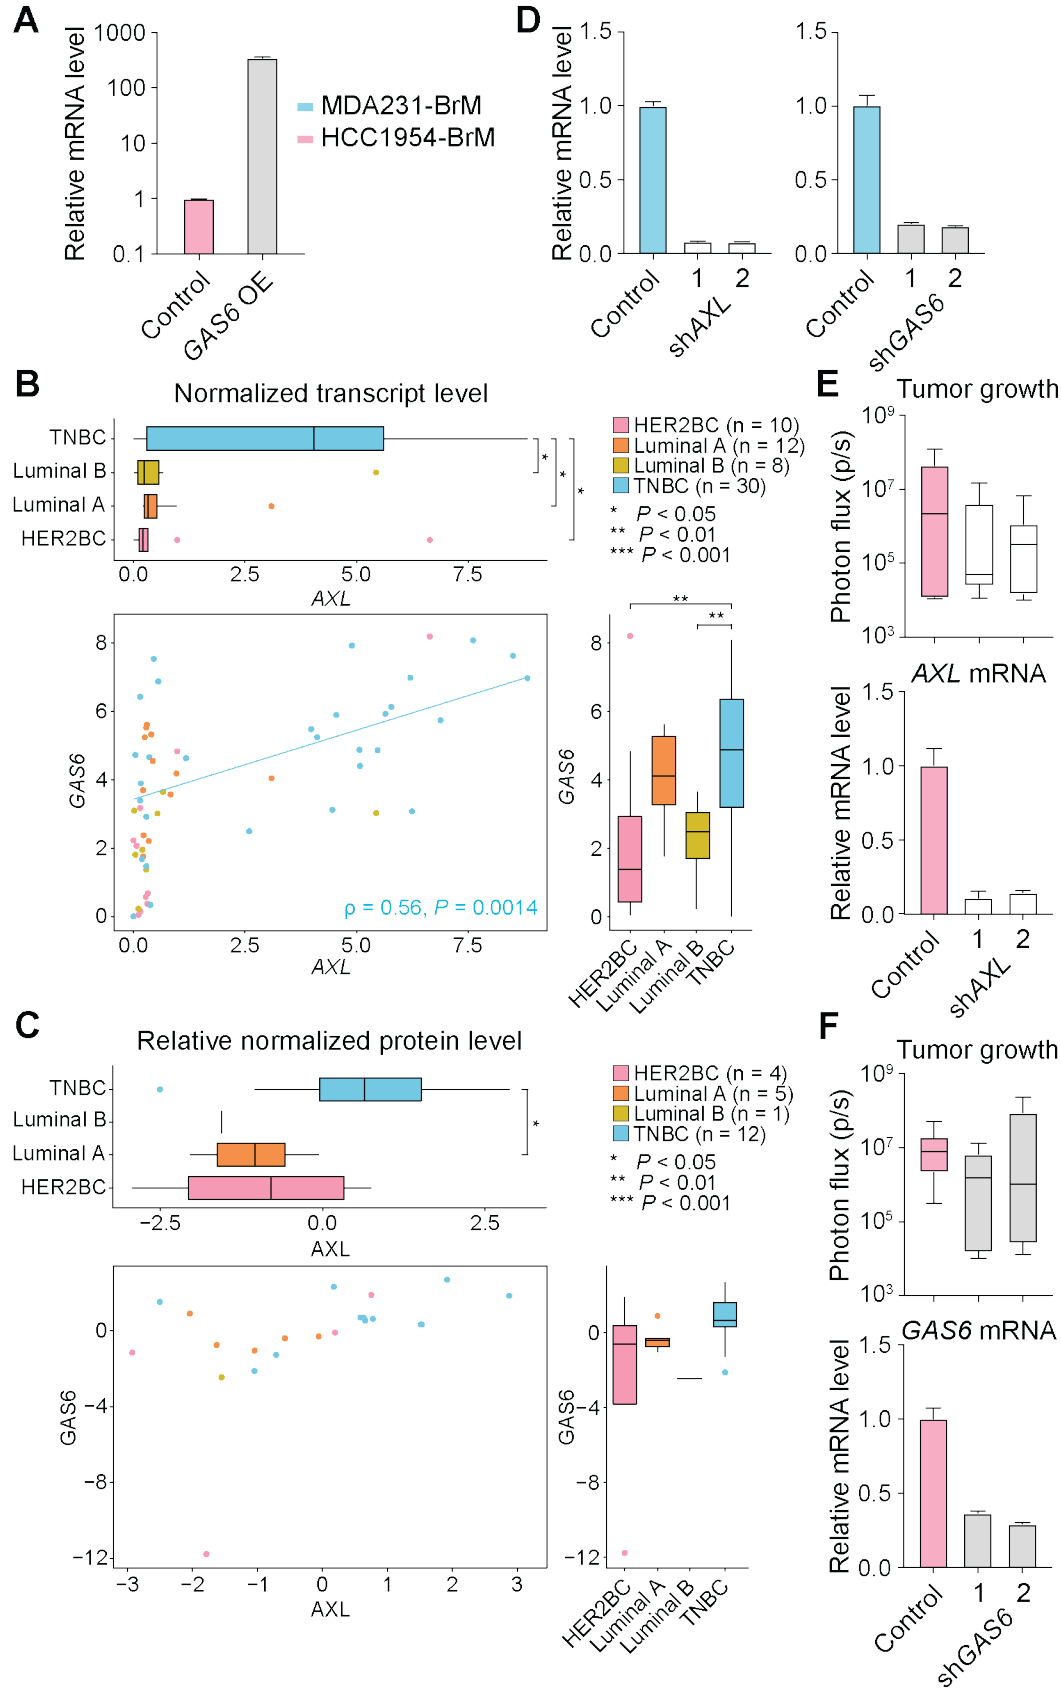 A
Relative mRNA level
1000
100
10
1
0.1
Control
GAS6 OE
MDA231-BrM
HCC1954-BrM
D
Relative mRNA level
1.5
1.0
0.5
0.0
Control
1
2
shAXL
1.5
1.0
0.5
0.0
Control
1
2
shGAS6
B
Normalized transcript level
TNBC
Luminal B
Luminal A
HER2BC
*
*
*
0.0
2.5
5.0
7.5
AXL
HER2BC (n = 10)
Luminal A (n = 12)
Luminal B (n = 8)
TNBC (n = 30)
* P < 0.05
** P < 0.01
*** P < 0.001
GAS6
8
6
4
2
0
ρ = 0.56, P = 0.0014
0.0
2.5
5.0
7.5
AXL
GAS6
8
6
4
2
0
**
**
HER2BC
Luminal A
Luminal B
TNBC
E
Tumor growth
Photon flux (p/s)
10⁹
10⁷
10⁵
10³
AXL mRNA
Relative mRNA level
1.5
1.0
0.5
0.0
Control
1
2
shAXL
C
Relative normalized protein level
TNBC
Luminal B
Luminal A
HER2BC
*
−2.5
0.0
2.5
AXL
HER2BC (n = 4)
Luminal A (n = 5)
Luminal B (n = 1)
TNBC (n = 12)
* P < 0.05
** P < 0.01
*** P < 0.001
GAS6
0
−4
−8
−12
−3
−2
−1
0
1
2
3
AXL
GAS6
0
−4
−8
−12
HER2BC
Luminal A
Luminal B
TNBC
F
Tumor growth
Photon flux (p/s)
10⁹
10⁷
10⁵
10³
GAS6 mRNA
Relative mRNA level
1.5
1.0
0.5
0.0
Control
1
2
shGAS6